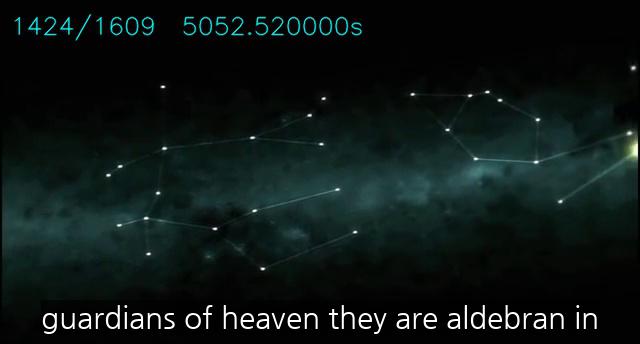 1424/1609 5052.520000s
guardians of heaven they are aldebran in